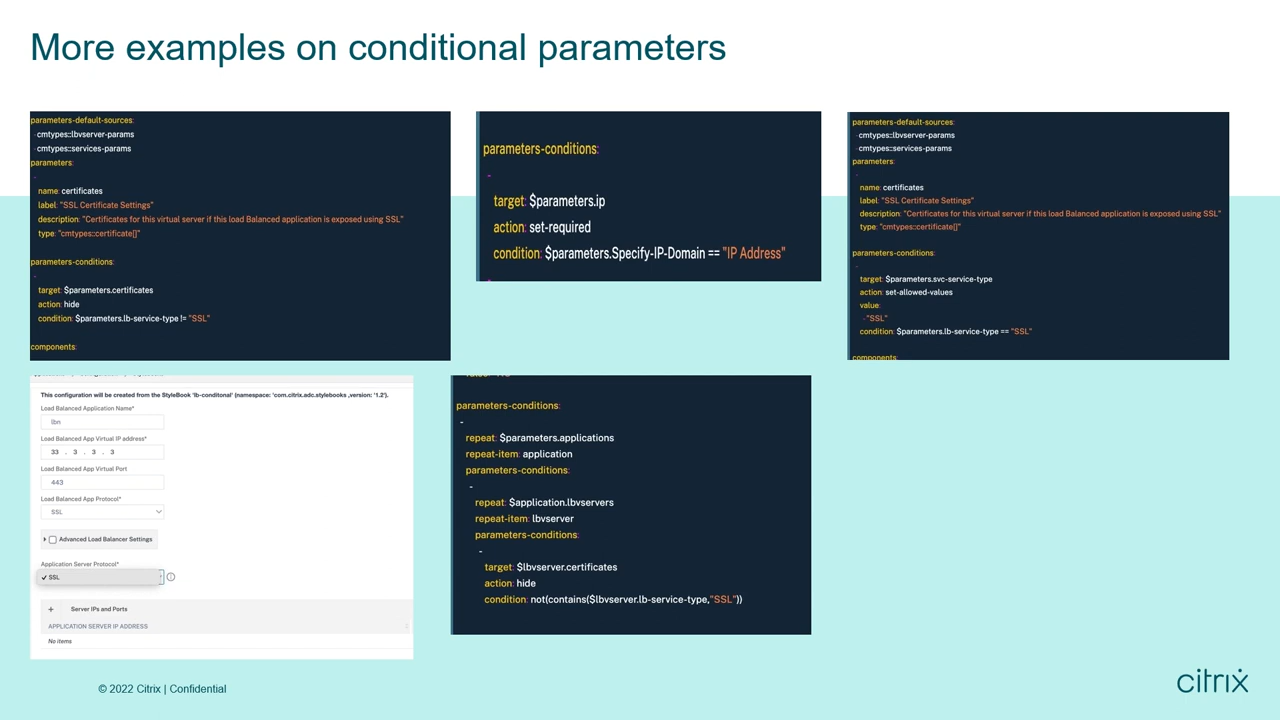 More examples on conditional parameters
parameters-default-sources:
- cmtypes::lbvserver-params
- cmtypes::services-params
parameters:
-
name: certificates
label: "SSL Certificate Settings"
description: "Certificates for this virtual server if this load Balanced application is exposed using SSL"
type: "cmtypes::certificate[]"
parameters-conditions:
-
target: $parameters.certificates
action: hide
condition: $parameters.lb-service-type != "SSL"
components:
parameters-conditions:
-
target: $parameters.ip
action: set-required
condition: $parameters.Specify-IP-Domain == "IP Address"
-
parameters-default-sources:
- cmtypes::lbvserver-params
- cmtypes::services-params
parameters:
-
name: certificates
label: "SSL Certificate Settings"
description: "Certificates for this virtual server if this load Balanced application is exposed using SSL"
type: "cmtypes::certificate[]"
parameters-conditions:
-
target: $parameters.svc-service-type
action: set-allowed-values
value:
- "SSL"
condition: $parameters.lb-service-type == "SSL"
components:
This configuration will be created from the StyleBook 'lb-conditonal' (namespace: 'com.citrix.adc.stylebooks ,version: '1.2').
Load Balanced Application Name*
lbn
Load Balanced App Virtual IP address*
33 . 3 . 3 . 3
Load Balanced App Virtual Port
443
Load Balanced App Protocol*
SSL
Advanced Load Balancer Settings
Application Server Protocol*
✓ SSL
+ Server IPs and Ports
APPLICATION SERVER IP ADDRESS
No items
parameters-conditions:
-
repeat: $parameters.applications
repeat-item: application
parameters-conditions:
-
repeat: $application.lbvservers
repeat-item: lbvserver
parameters-conditions:
-
target: $lbvserver.certificates
action: hide
condition: not(contains($lbvserver.lb-service-type,"SSL"))
© 2022 Citrix | Confidential
citrix